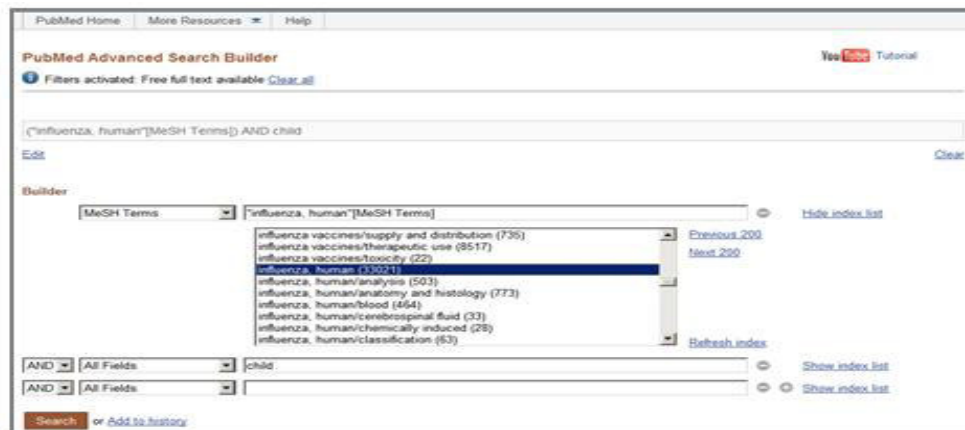 PubMed Home More Resources Help
PubMed Advanced Search Builder
YouTube Tutorial
Filters activated: Free full text available Clear all
("influenza, human"[MeSH Terms]) AND child
Edit Clear
Builder
MeSH Terms "influenza, human"[MeSH Terms] Hide index list
influenza vaccines/supply and distribution (735) Previous 200
influenza vaccines/therapeutic use (8517)
influenza vaccines/toxicity (22) Next 200
influenza, human (33021)
influenza, human/analysis (503)
influenza, human/anatomy and histology (773)
influenza, human/blood (464)
influenza, human/cerebrospinal fluid (33)
influenza, human/chemically induced (28)
influenza, human/classification (63) Refresh index
AND All Fields child Show index list
AND All Fields Show index list
Search or Add to history